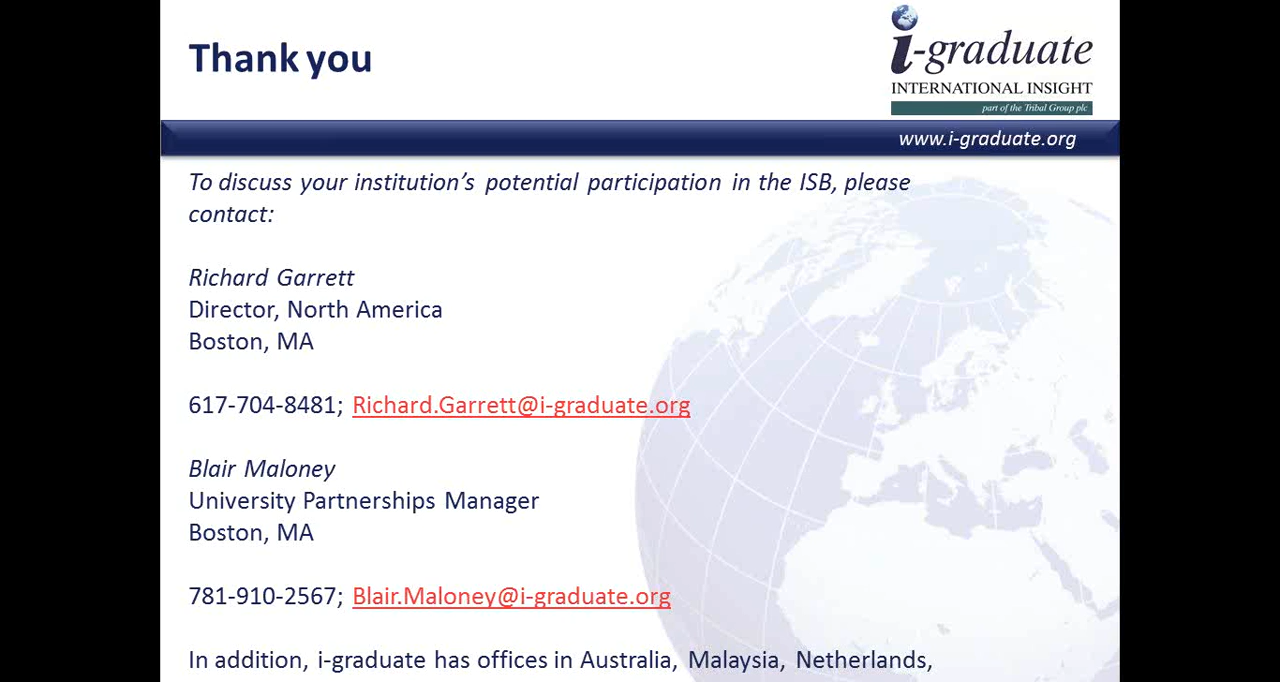 Thank you
i-graduate
INTERNATIONAL INSIGHT
part of the Tribal Group plc
www.i-graduate.org
To discuss your institution’s potential participation in the ISB, please
contact:
Richard Garrett
Director, North America
Boston, MA
617-704-8481; Richard.Garrett@i-graduate.org
Blair Maloney
University Partnerships Manager
Boston, MA
781-910-2567; Blair.Maloney@i-graduate.org
In addition, i-graduate has offices in Australia, Malaysia, Netherlands,